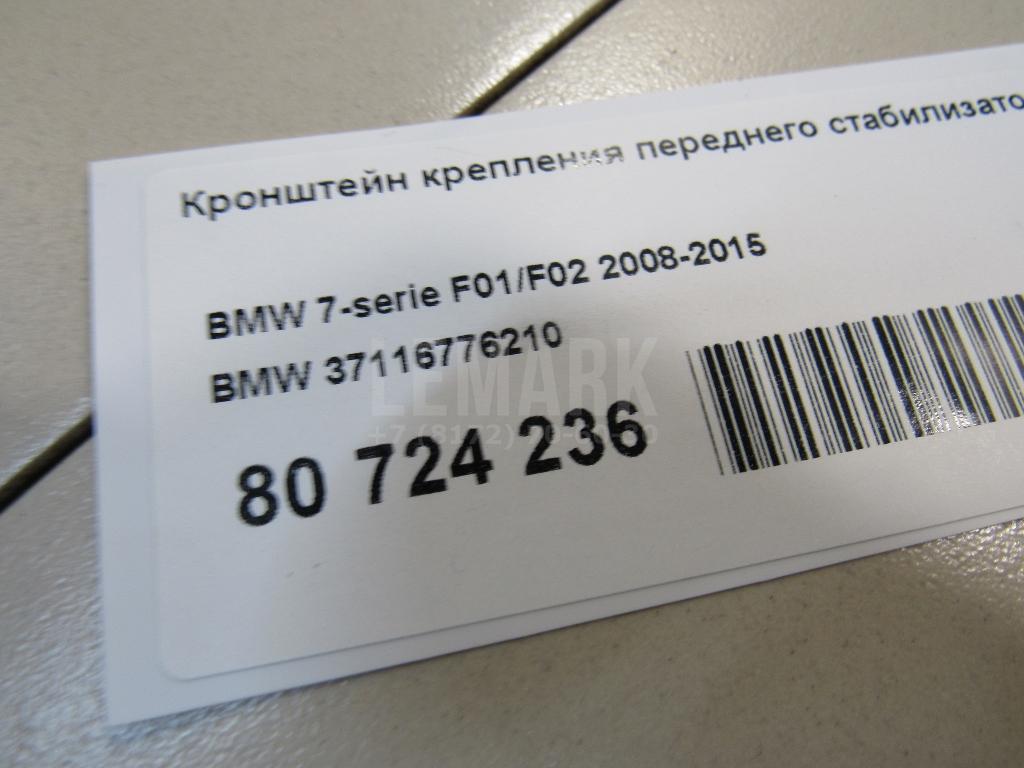 Кронштейн крепления переднего стабилизато
BMW 7-serie F01/F02 2008-2015
BMW 37116776210
LEMARK
80 724 236